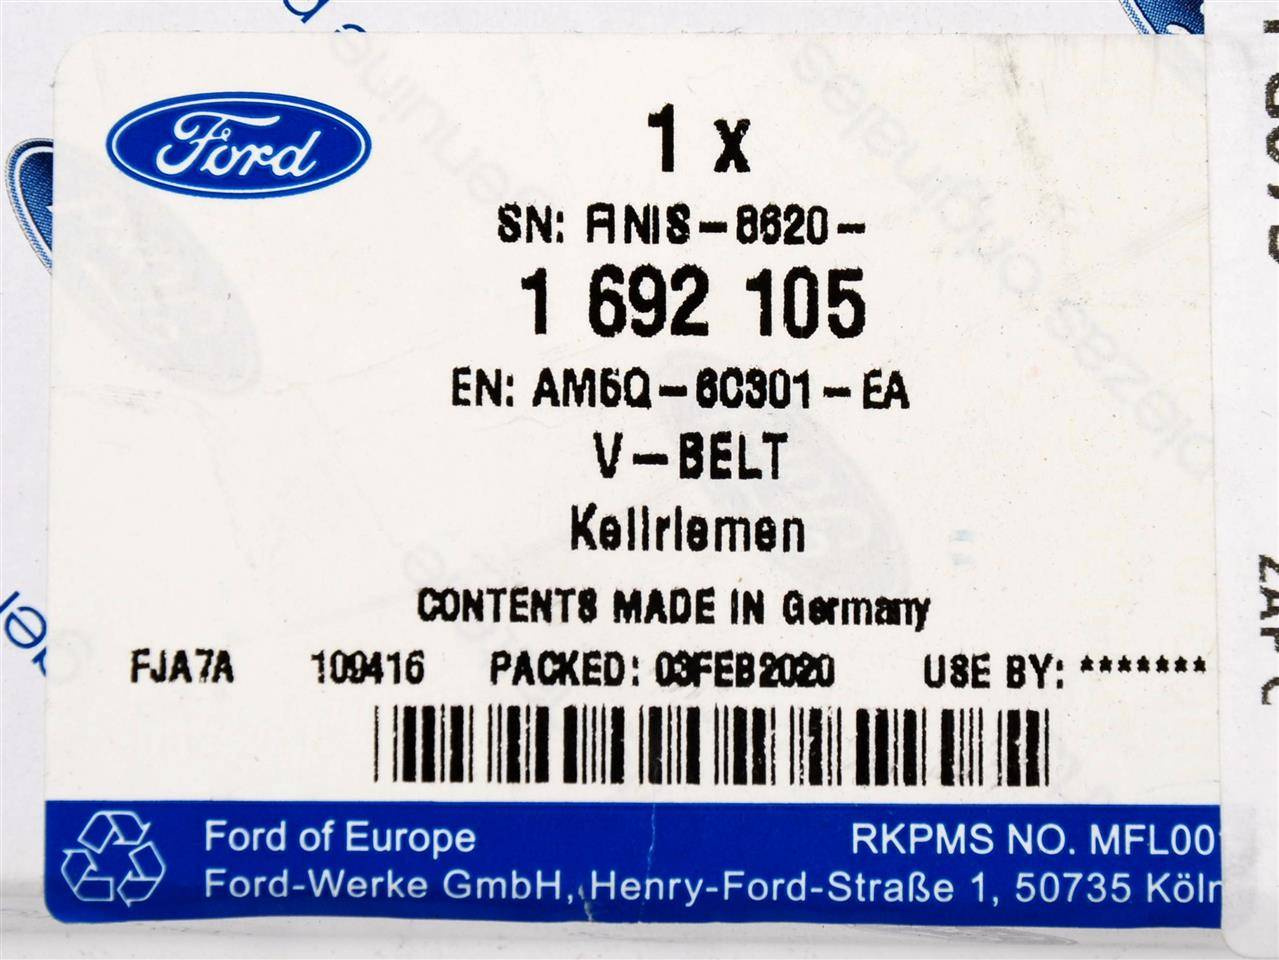 Ford
1 x
SN: ANIS-8620-
1 692 105
EN: AM5Q-6C301-EA
V-BELT
Keilriemen
CONTENTS MADE IN Germany
FJA7A 109416 PACKED: 03FEB2020 USE BY: *******
Ford of Europe RKPMS NO. MFL00
Ford-Werke GmbH, Henry-Ford-Straße 1, 50735 Köln
piezas originales